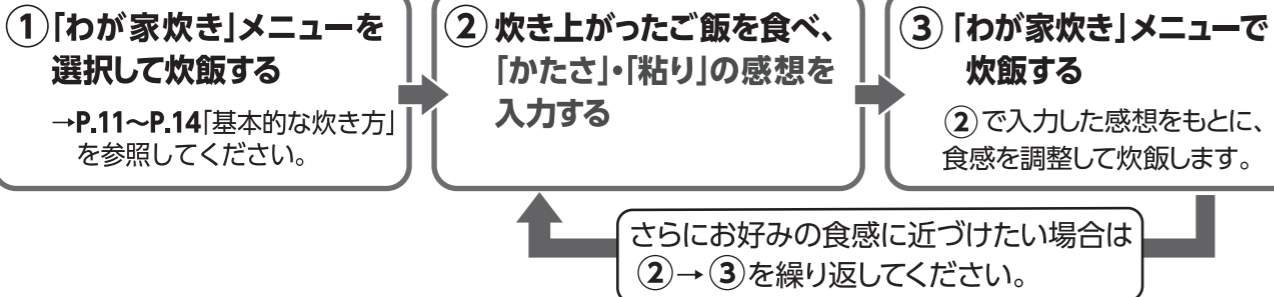 ①「わが家炊き」メニューを
選択して炊飯する
→P.11〜P.14「基本的な炊き方」
を参照してください。
②炊き上がったご飯を食べ、
「かたさ」・「粘り」の感想を
入力する
③「わが家炊き」メニューで
炊飯する
②で入力した感想をもとに、
食感を調整して炊飯します。
さらにお好みの食感に近づけたい場合は
②→③を繰り返してください。